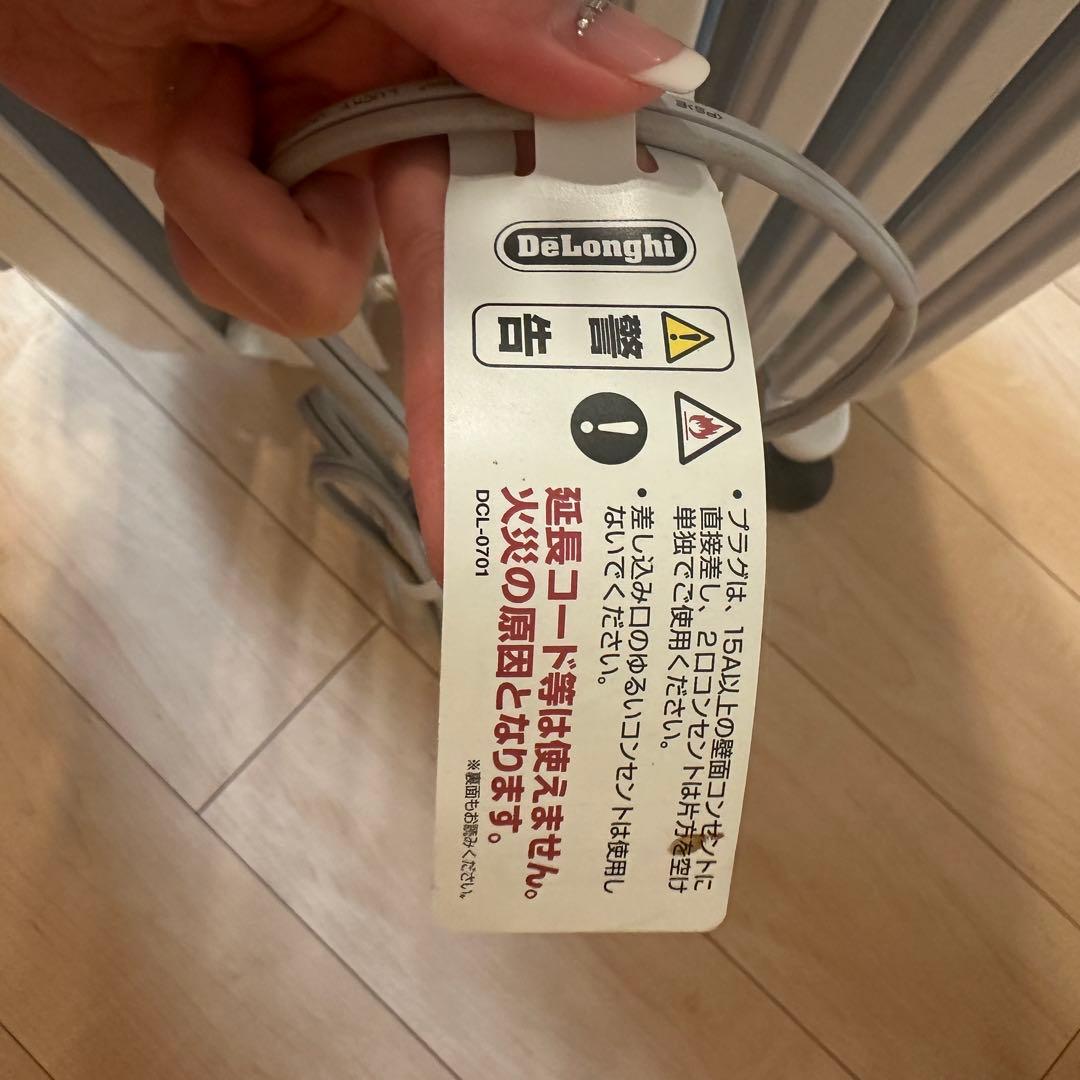 DeLonghi
警告
・プラグは、15A以上の壁面コンセントに
直接差し、2口コンセントは片方を空け
単独でご使用ください。
・差し込み口のゆるいコンセントは使用し
ないでください。
延長コード等は使えません。
火災の原因となります。
DCL-0701
※裏面もお読みください。